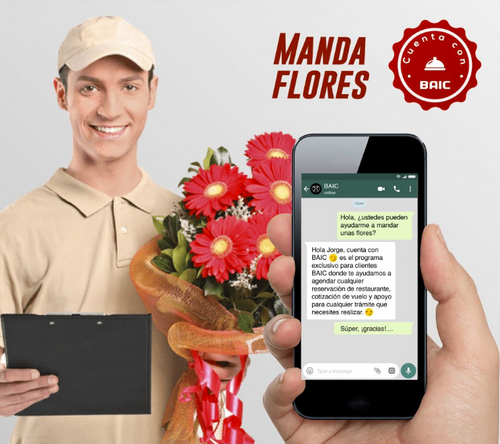 MANDA
FLORES
Cuenta con
BAIC
BAIC
online
Hola, ¿ustedes pueden
ayudarme a mandar
unas flores?
Hola Jorge, cuenta con
BAIC 😏 es el programa
exclusivo para clientes
BAIC donde te ayudamos a
agendar cualquier
reservación de restaurante,
cotización de vuelo y apoyo
para cualquier trámite que
necesites realizar. 😏
Súper, ¡gracias!....
Type a message